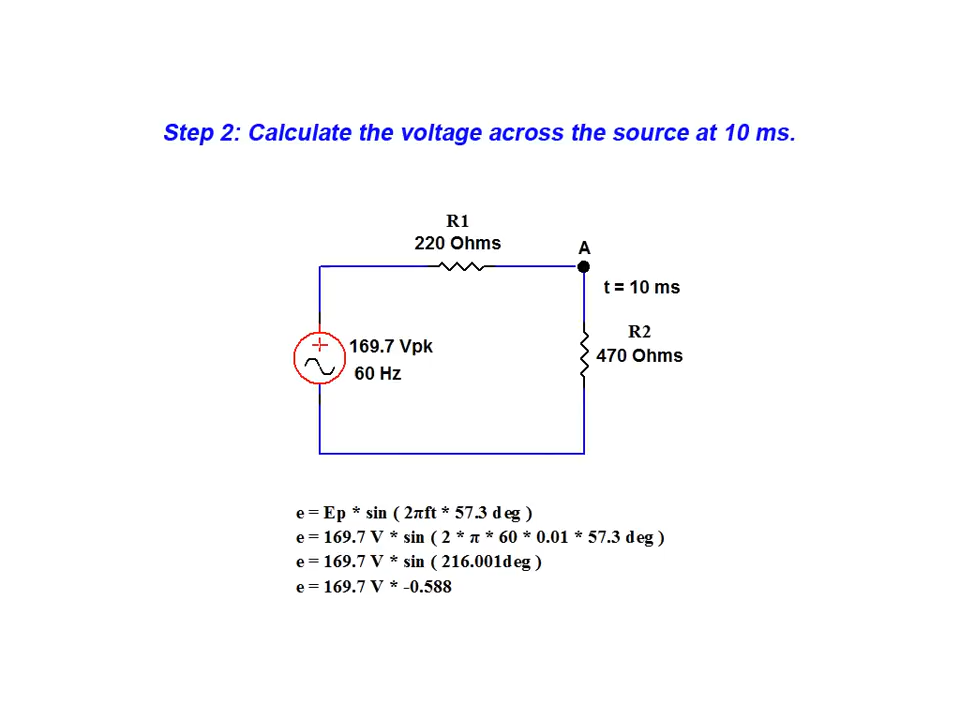 Step 2: Calculate the voltage across the source at 10 ms.
R1
220 Ohms
A
t = 10 ms
R2
470 Ohms
169.7 Vpk
60 Hz
e = Ep * sin ( 2πft * 57.3 deg )
e = 169.7 V * sin ( 2 * π * 60 * 0.01 * 57.3 deg )
e = 169.7 V * sin ( 216.001deg )
e = 169.7 V * -0.588